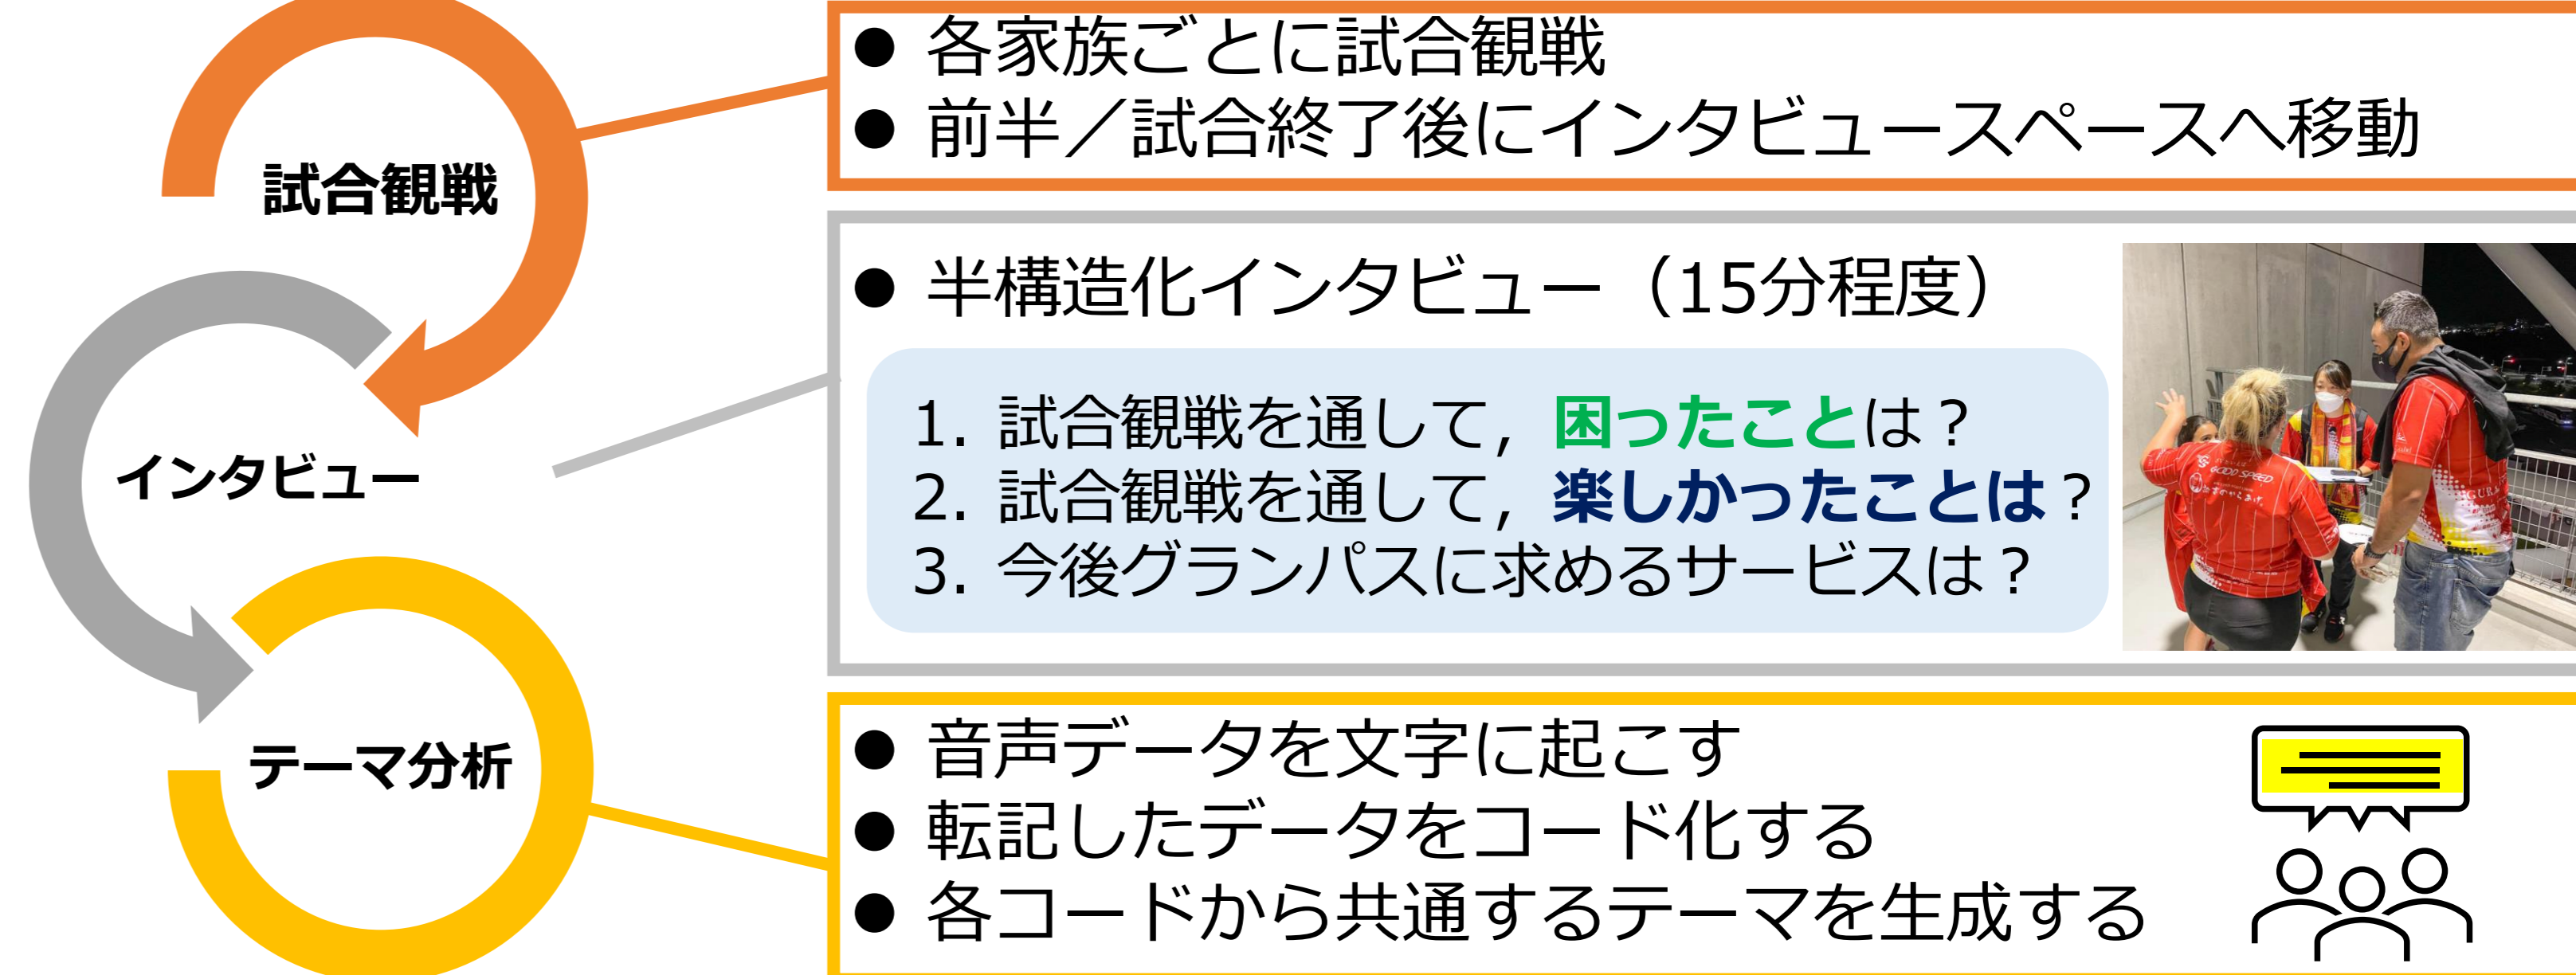 試合観戦
● 各家族ごとに試合観戦
● 前半／試合終了後にインタビュースペースへ移動
インタビュー
● 半構造化インタビュー（15分程度）
1. 試合観戦を通して，困ったことは？
2. 試合観戦を通して，楽しかったことは？
3. 今後グランパスに求めるサービスは？
GOOD SPEED
テーマ分析
● 音声データを文字に起こす
● 転記したデータをコード化する
● 各コードから共通するテーマを生成する